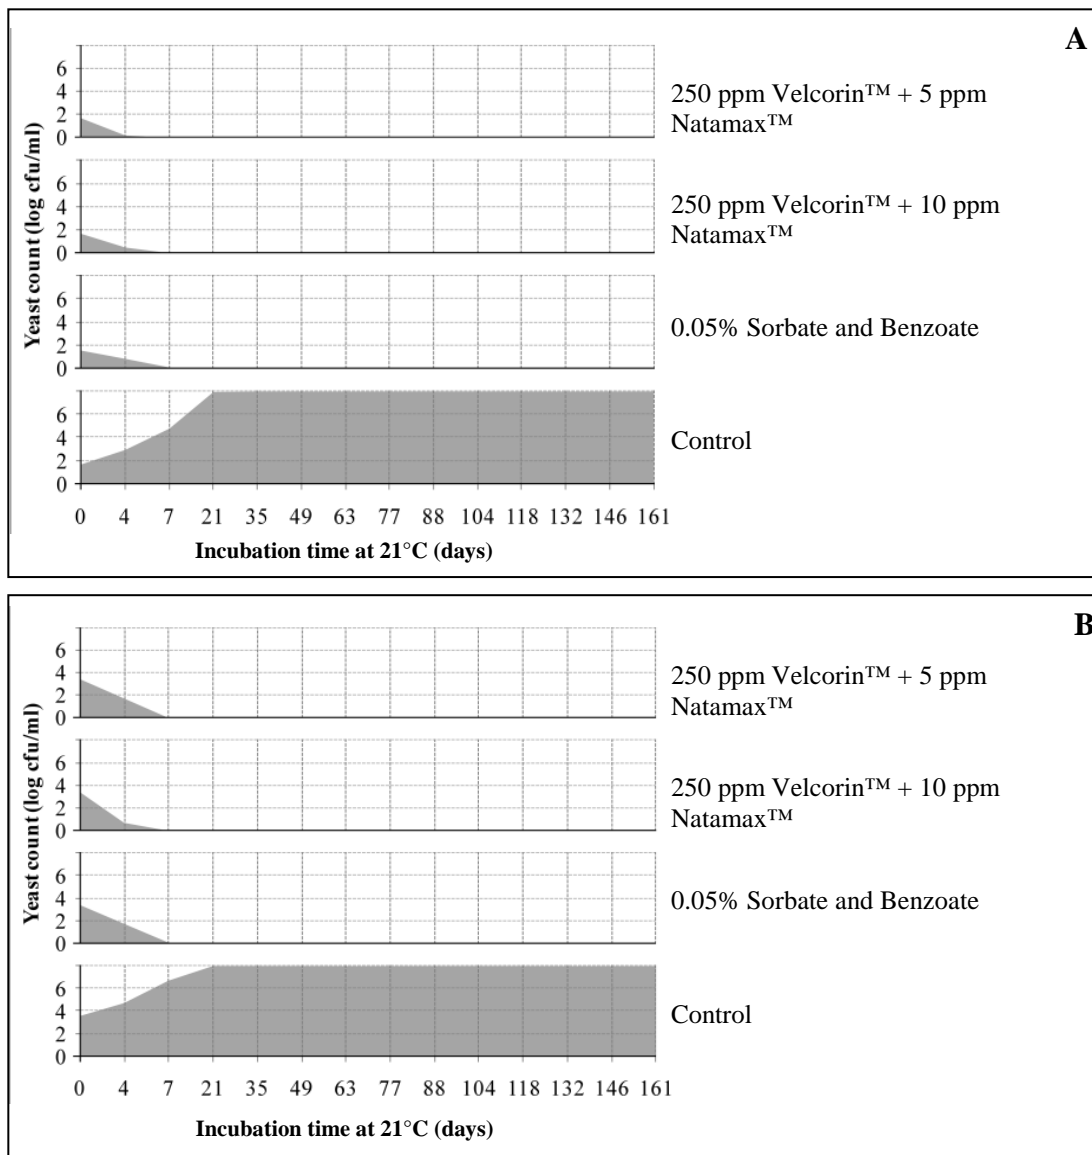 A
Yeast count (log cfu/ml)
6
4
2
0
250 ppm Velcorin™ + 5 ppm
Natamax™
6
4
2
0
250 ppm Velcorin™ + 10 ppm
Natamax™
6
4
2
0
0.05% Sorbate and Benzoate
6
4
2
0
Control
0 4 7 21 35 49 63 77 88 104 118 132 146 161
Incubation time at 21°C (days)
B
Yeast count (log cfu/ml)
6
4
2
0
250 ppm Velcorin™ + 5 ppm
Natamax™
6
4
2
0
250 ppm Velcorin™ + 10 ppm
Natamax™
6
4
2
0
0.05% Sorbate and Benzoate
6
4
2
0
Control
0 4 7 21 35 49 63 77 88 104 118 132 146 161
Incubation time at 21°C (days)